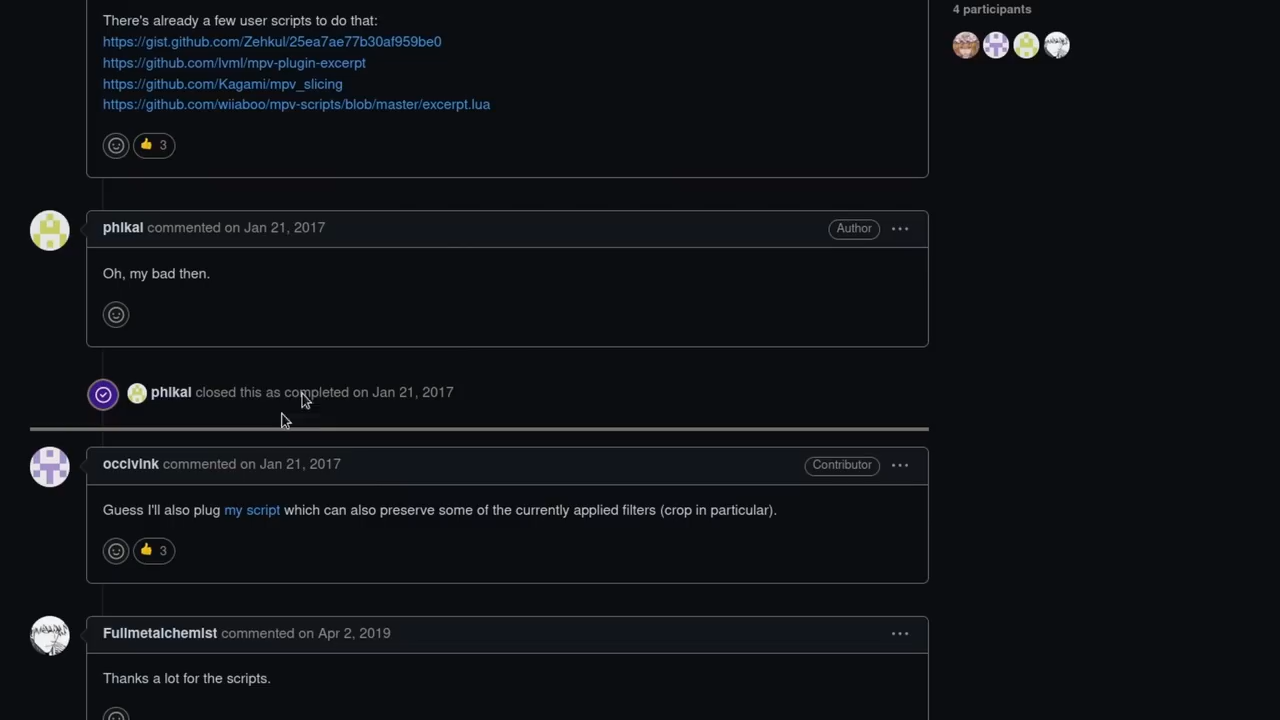 There's already a few user scripts to do that:
4 participants
https://gist.github.com/Zehkul/25ea7ae77b30af959be0
https://github.com/lvml/mpv-plugin-excerpt
https://github.com/Kagami/mpv_slicing
https://github.com/wiiaboo/mpv-scripts/blob/master/excerpt.lua
3
phikal commented on Jan 21, 2017
Author
Oh, my bad then.
phikal closed this as completed on Jan 21, 2017
occivink commented on Jan 21, 2017
Contributor
Guess I'll also plug my script which can also preserve some of the currently applied filters (crop in particular).
3
Fullmetalchemist commented on Apr 2, 2019
Thanks a lot for the scripts.